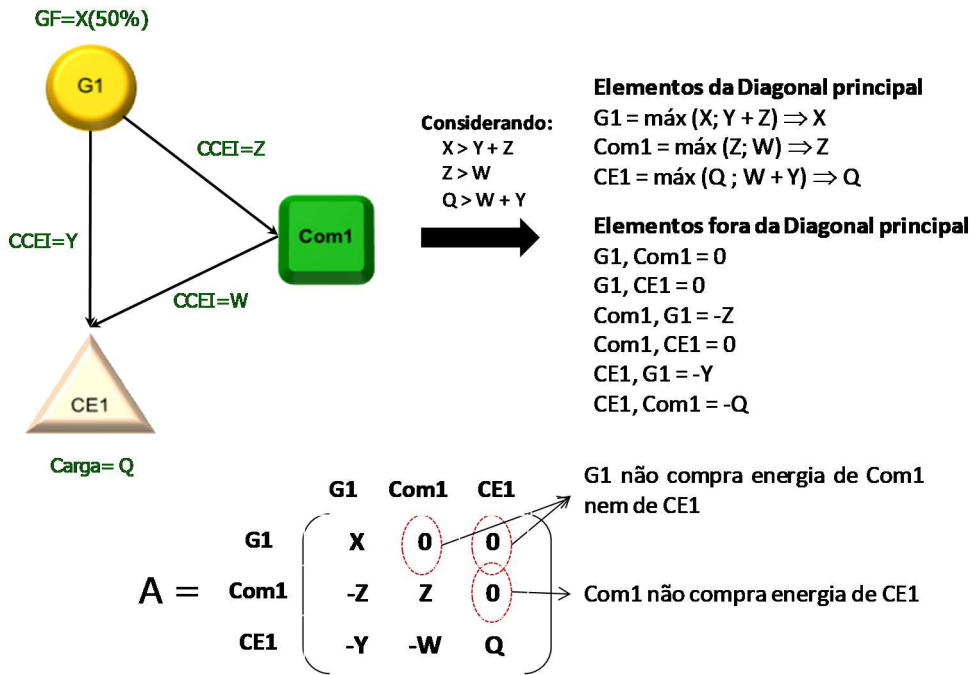 GF=X(50%)
G1
CCEI=Z
CCEI=Y
Com1
CCEI=W
CE1
Carga= Q
Considerando:
X > Y + Z
Z > W
Q > W + Y
Elementos da Diagonal principal
G1 = máx (X; Y + Z) ⇒ X
Com1 = máx (Z; W) ⇒ Z
CE1 = máx (Q ; W + Y) ⇒ Q
Elementos fora da Diagonal principal
G1, Com1 = 0
G1, CE1 = 0
Com1, G1 = -Z
Com1, CE1 = 0
CE1, G1 = -Y
CE1, Com1 = -Q
G1 Com1 CE1
G1 X 0 0
A = Com1 -Z Z 0
CE1 -Y -W Q
G1 não compra energia de Com1
nem de CE1
Com1 não compra energia de CE1